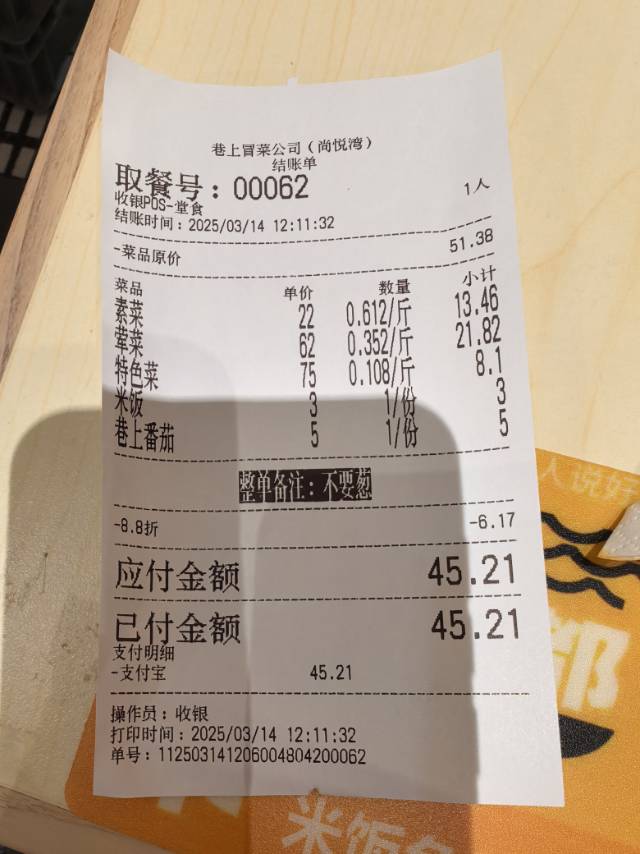 巷上冒菜公司（尚悦湾）
结账单
取餐号：00062 1人
收银POS-堂食
结账时间：2025/03/14 12:11:32
-菜品原价 51.38
菜品 单价 数量 小计
素菜 22 0.612/斤 13.46
荤菜 62 0.352/斤 21.82
特色菜 75 0.108/斤 8.1
米饭 3 1/份 3
巷上番茄 5 1/份 5
整单备注：不要葱
-8.8折 -6.17
应付金额 45.21
已付金额 45.21
支付明细
-支付宝 45.21
操作员：收银
打印时间：2025/03/14 12:11:32
单号：112503141206004804200062
人说好
都
米饭